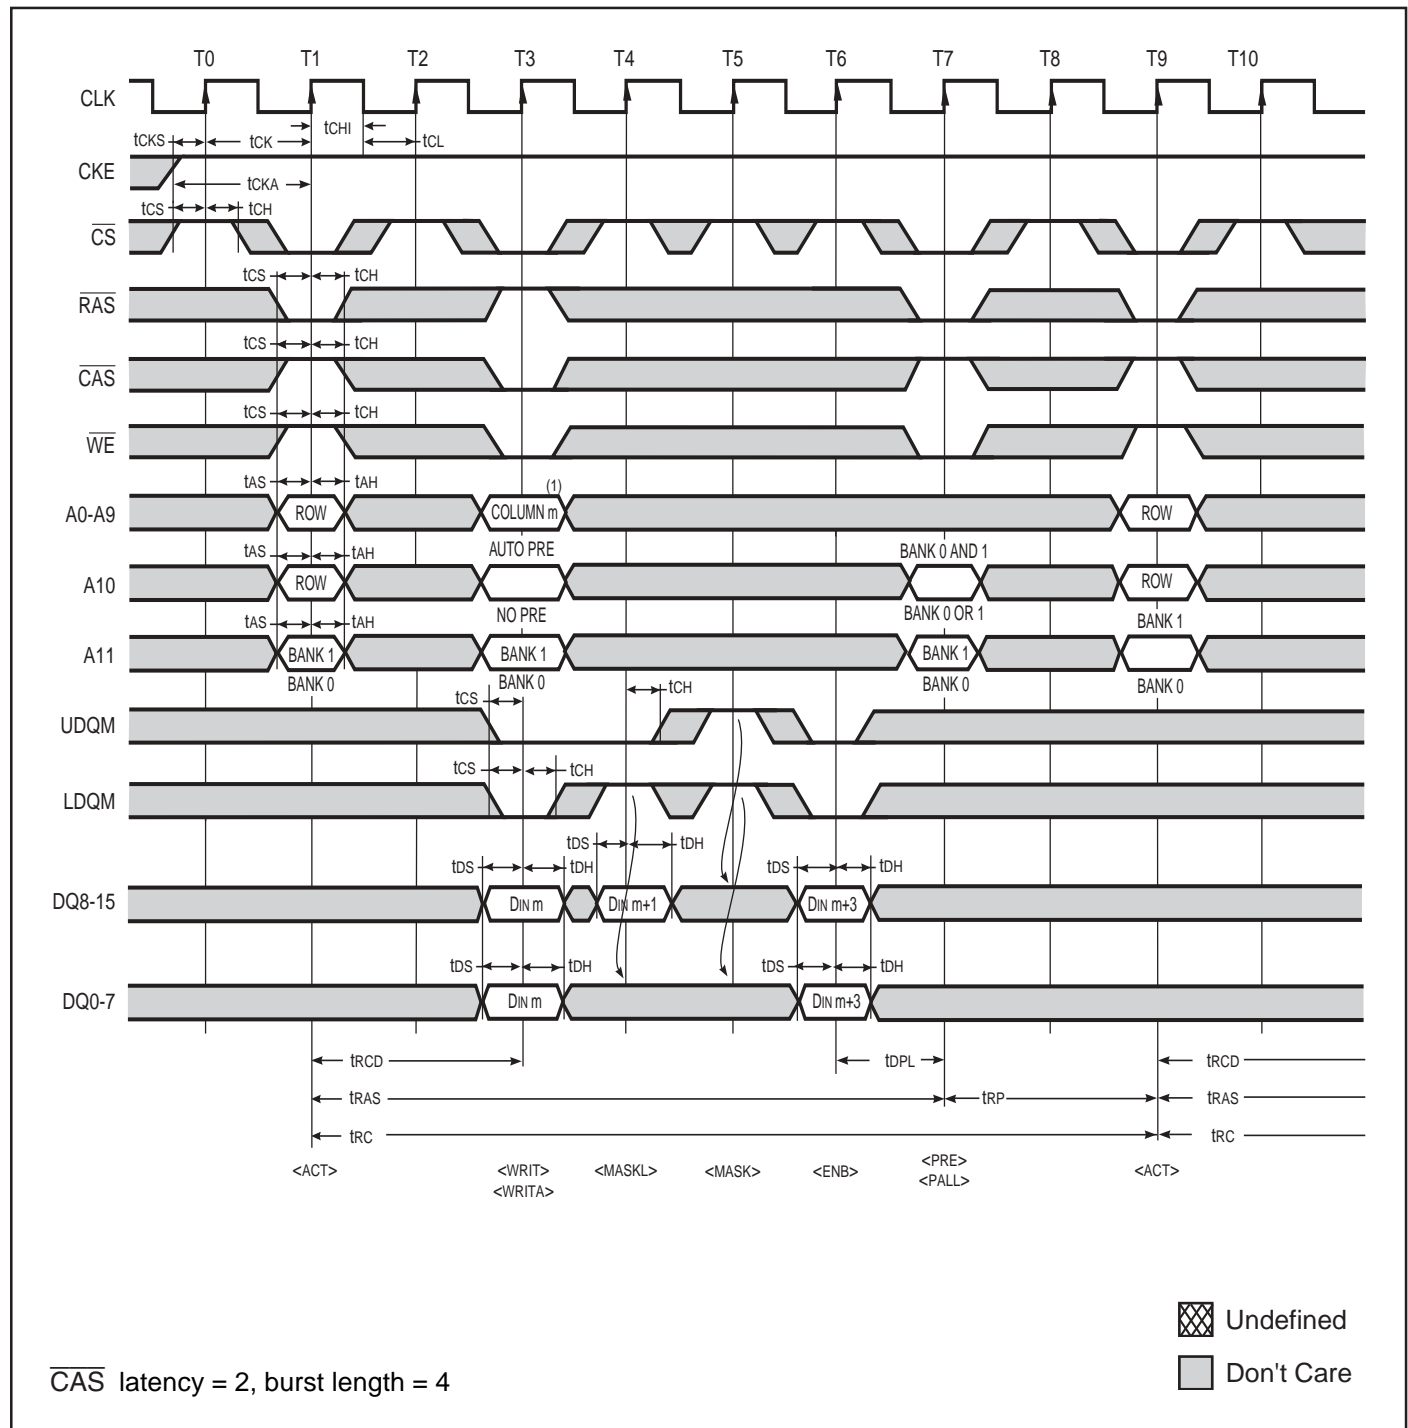 T0 T1 T2 T3 T4 T5 T6 T7 T8 T9 T10
CLK
tCHI
tCKS tCK tCL
CKE
tCKA
tCS tCH
CS
tCS tCH
RAS
tCS tCH
CAS
tCS tCH
WE
tAS tAH (1)
A0-A9 ROW COLUMN m ROW
tAS tAH AUTO PRE BANK 0 AND 1
A10 ROW ROW
tAS tAH NO PRE BANK 0 OR 1 BANK 1
A11 BANK 1 BANK 1 BANK 1
BANK 0 BANK 0 BANK 0 BANK 0
tCS tCH
UDQM
tCS tCH
LDQM
tDS tDH
tDS tDH tDS tDH
DQ8-15 DIN m DIN m+1 DIN m+3
tDS tDH tDS tDH
DQ0-7 DIN m DIN m+3
tRCD tDPL tRCD
tRAS tRP tRAS
tRC tRC
<ACT> <WRIT> <MASKL> <MASK> <ENB> <PRE> <ACT>
<WRITA> <PALL>
Undefined
Don't Care
CAS latency = 2, burst length = 4